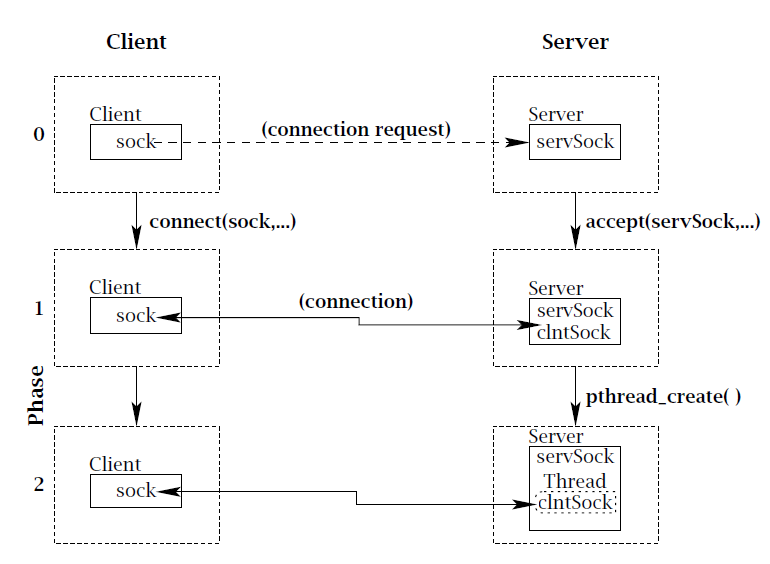 Client
Server
Client
Server
0
sock
(connection request)
servSock
connect(sock,...)
accept(servSock,...)
Client
Server
1
sock
(connection)
servSock
clntSock
Phase
pthread_create( )
Client
Server
servSock
2
sock
Thread
clntSock